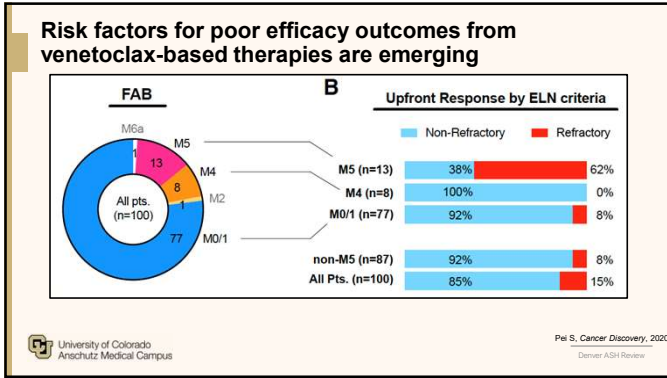 Risk factors for poor efficacy outcomes from
venetoclax-based therapies are emerging
FAB
M6a
1
M5
13
M4
8
M2
1
All pts.
(n=100)
77
M0/1
B
Upfront Response by ELN criteria
Non-Refractory
Refractory
M5 (n=13)
38%
62%
M4 (n=8)
100%
0%
M0/1 (n=77)
92%
8%
non-M5 (n=87)
92%
8%
All Pts. (n=100)
85%
15%
University of Colorado
Anschutz Medical Campus
Pei S, Cancer Discovery, 2020
Denver ASH Review